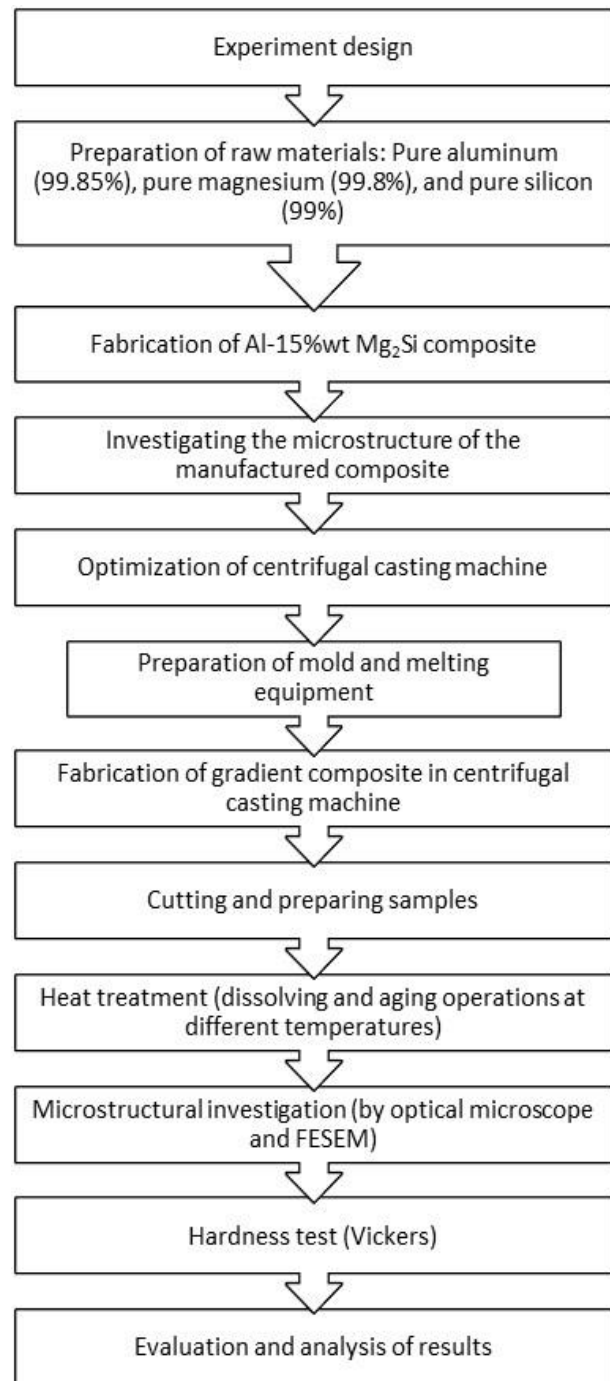 Experiment design
Preparation of raw materials: Pure aluminum
(99.85%), pure magnesium (99.8%), and pure silicon
(99%)
Fabrication of Al-15%wt Mg₂Si composite
Investigating the microstructure of the
manufactured composite
Optimization of centrifugal casting machine
Preparation of mold and melting
equipment
Fabrication of gradient composite in centrifugal
casting machine
Cutting and preparing samples
Heat treatment (dissolving and aging operations at
different temperatures)
Microstructural investigation (by optical microscope
and FESEM)
Hardness test (Vickers)
Evaluation and analysis of results